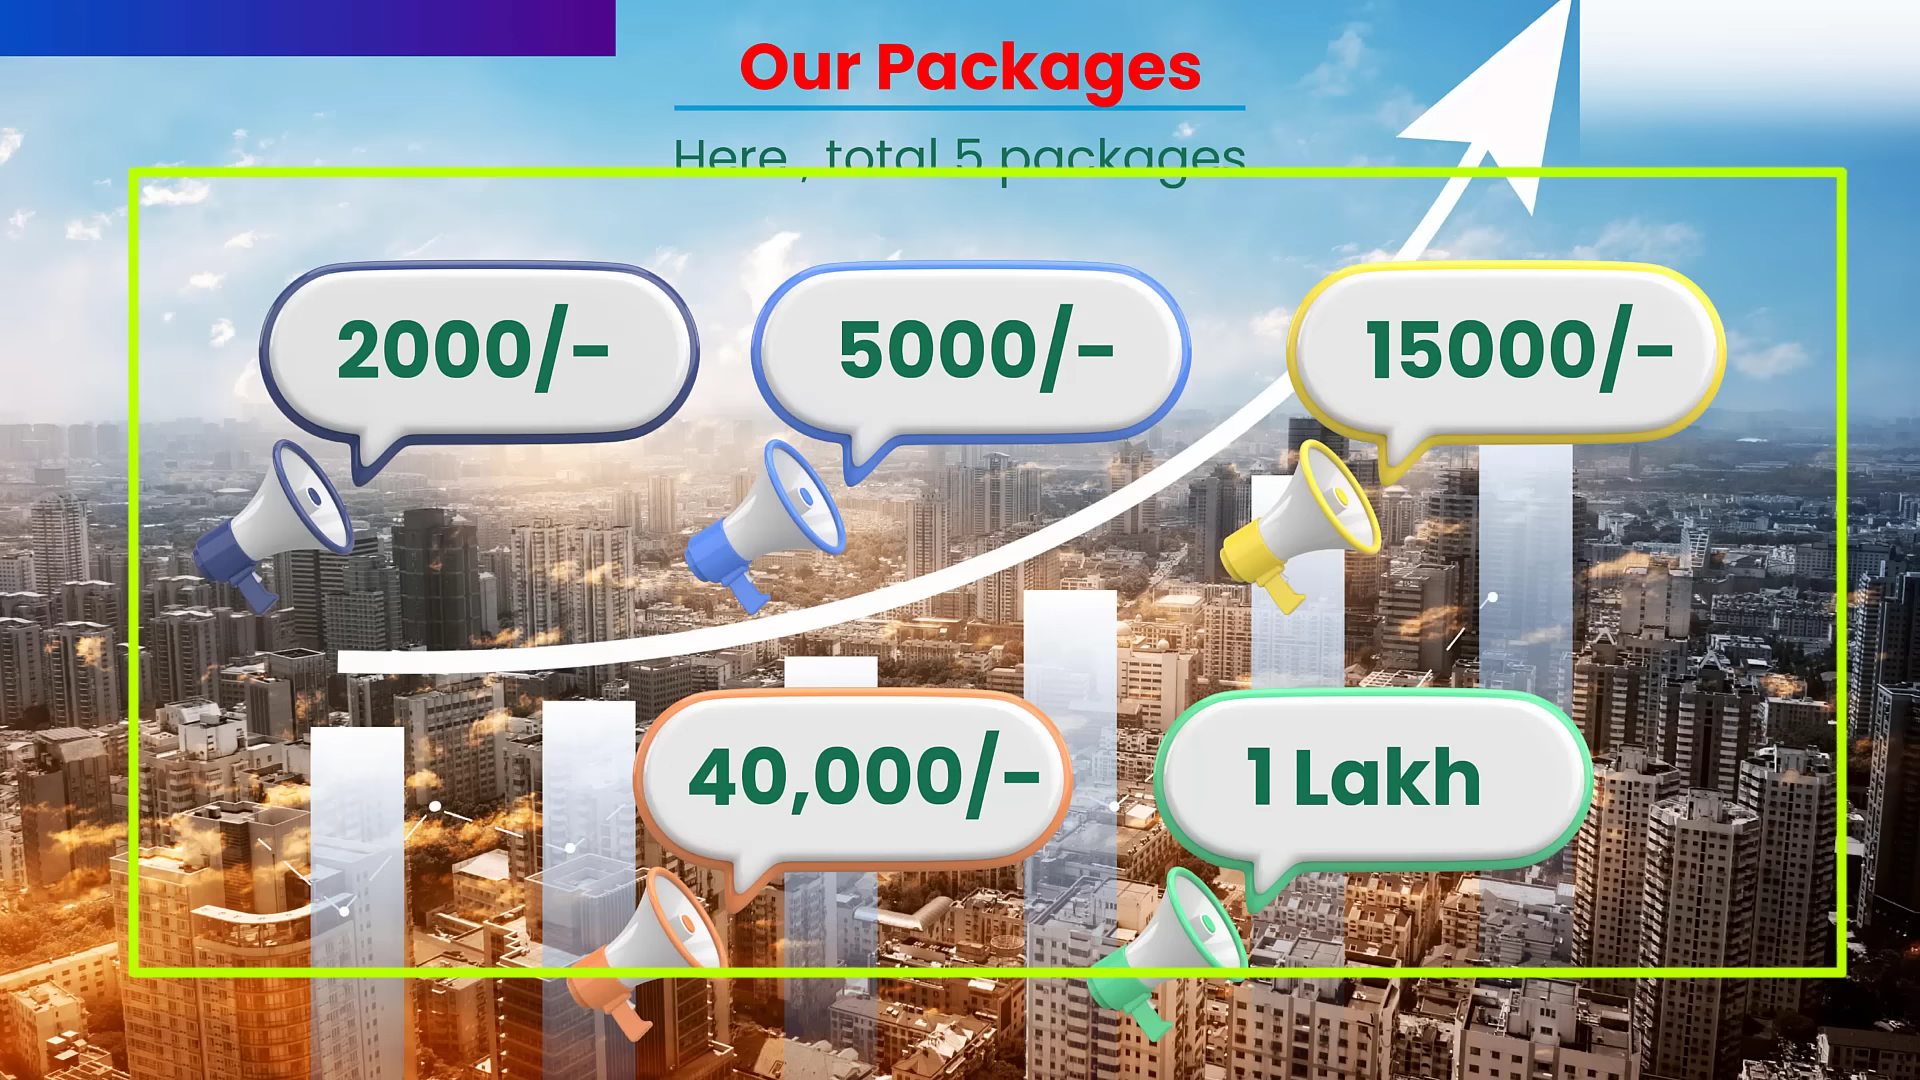 Our Packages
Here , total 5 packages
2000/-
5000/-
15000/-
40,000/-
1 Lakh